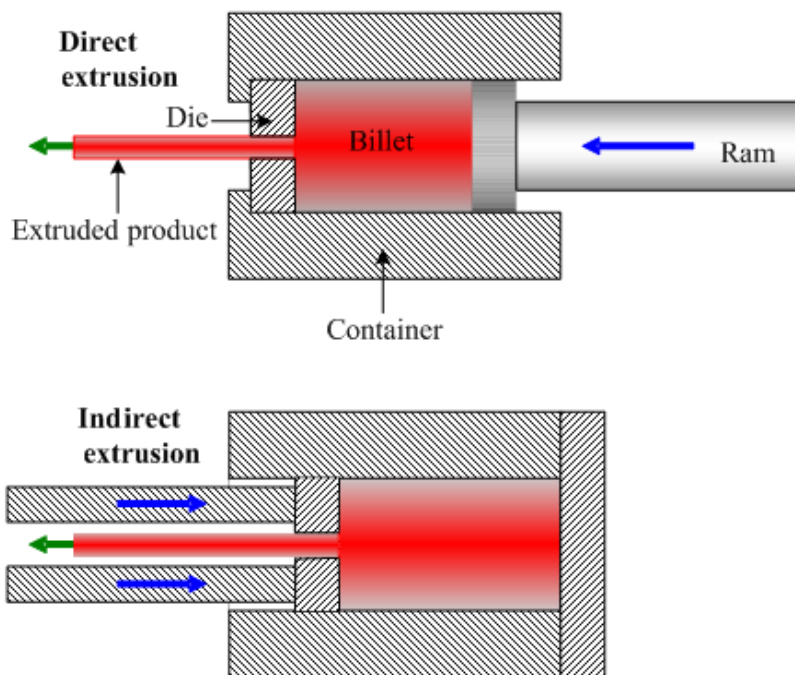 Direct
extrusion
Die
Billet
Ram
Extruded product
Container
Indirect
extrusion